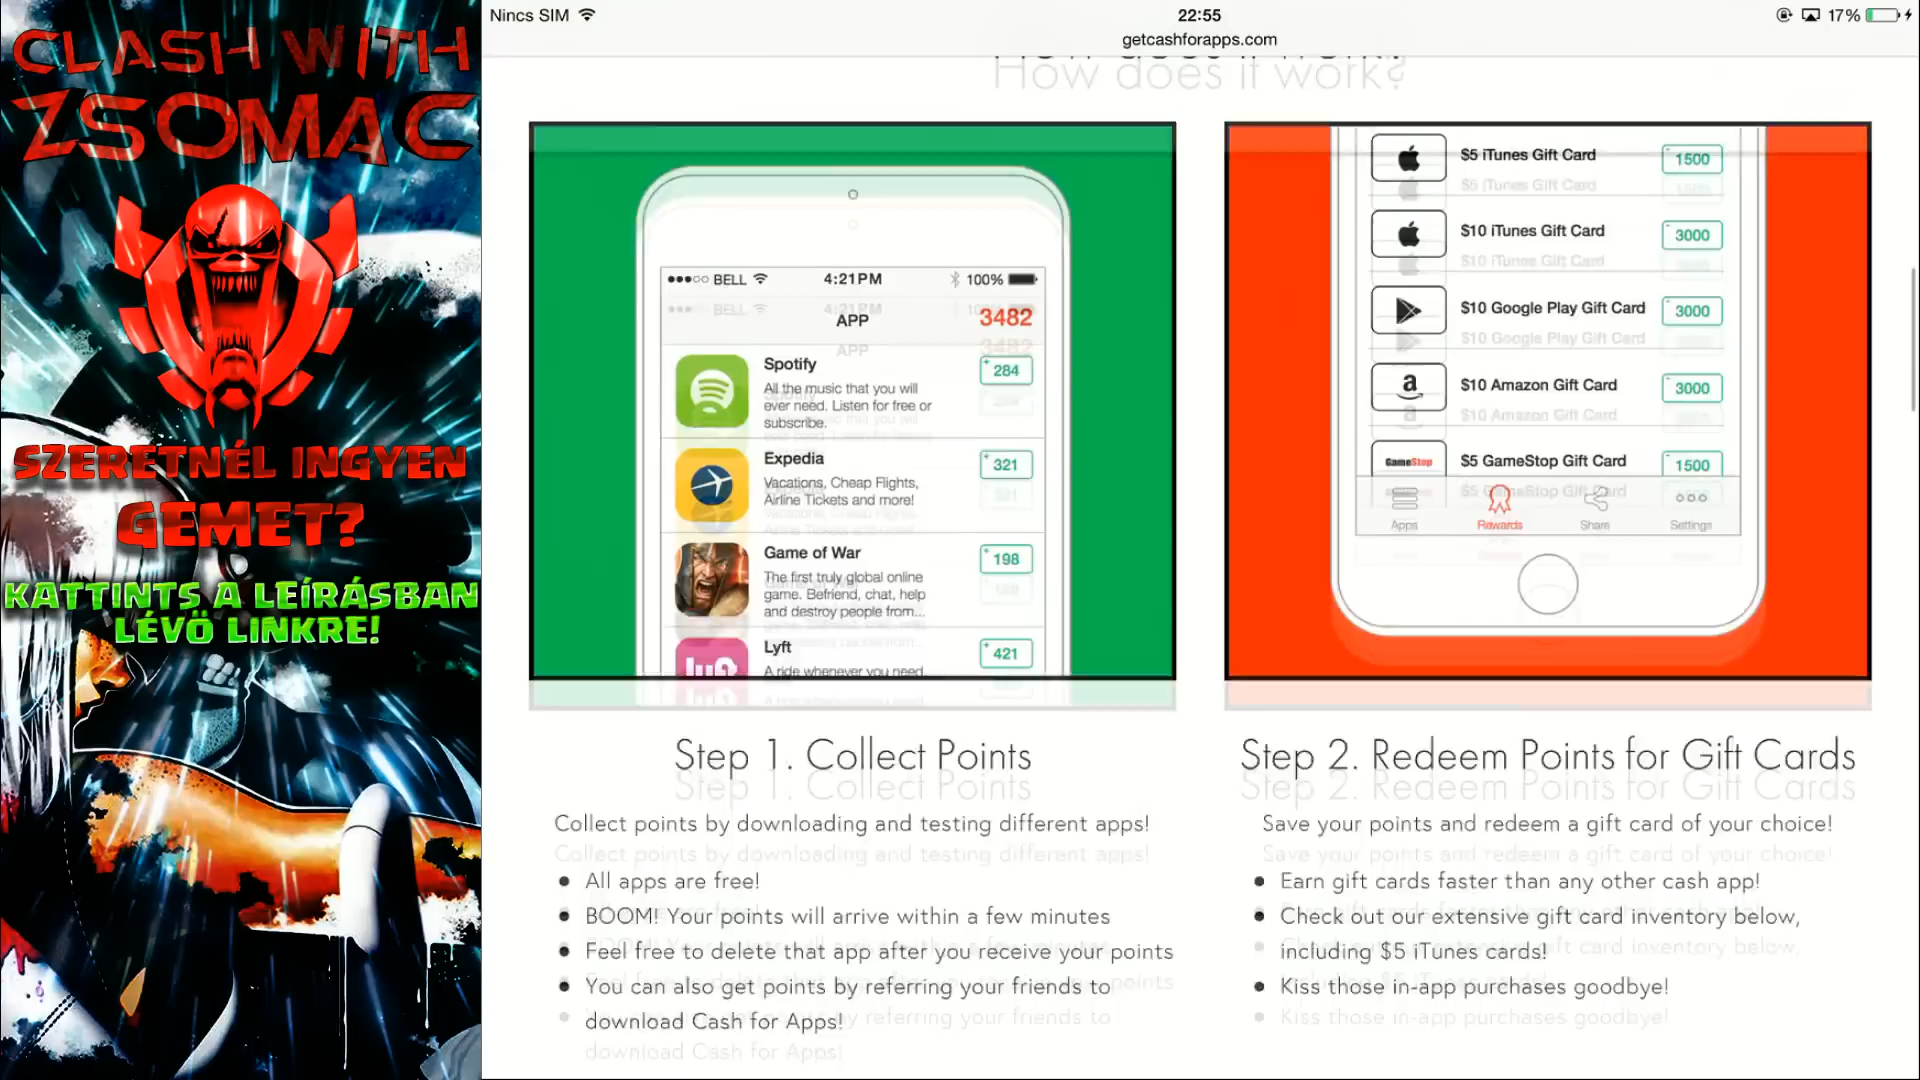 CLASH WITH
ZSOMAC
SZERETNÉL INGYEN
GEMET?
KATTINTS A LEÍRÁSBAN
LÉVŐ LINKRE!
Nincs SIM
22:55
17%
getcashforapps.com
How does it work?
BELL
4:21PM
100%
APP
3482
Spotify
All the music that you will
ever need. Listen for free or
subscribe.
+284
Expedia
Vacations, Cheap Flights,
Airline Tickets and more!
+321
Game of War
The first truly global online
game. Befriend, chat, help
and destroy people from...
+198
Lyft
A ride whenever you need
+421
$5 iTunes Gift Card
-1500
$10 iTunes Gift Card
-3000
$10 Google Play Gift Card
-3000
$10 Amazon Gift Card
-3000
GameStop
$5 GameStop Gift Card
-1500
Apps
Rewards
Share
Settings
Step 1. Collect Points
Collect points by downloading and testing different apps!
• All apps are free!
• BOOM! Your points will arrive within a few minutes
• Feel free to delete that app after you receive your points
• You can also get points by referring your friends to
download Cash for Apps!
Step 2. Redeem Points for Gift Cards
Save your points and redeem a gift card of your choice!
• Earn gift cards faster than any other cash app!
• Check out our extensive gift card inventory below,
including $5 iTunes cards!
• Kiss those in-app purchases goodbye!